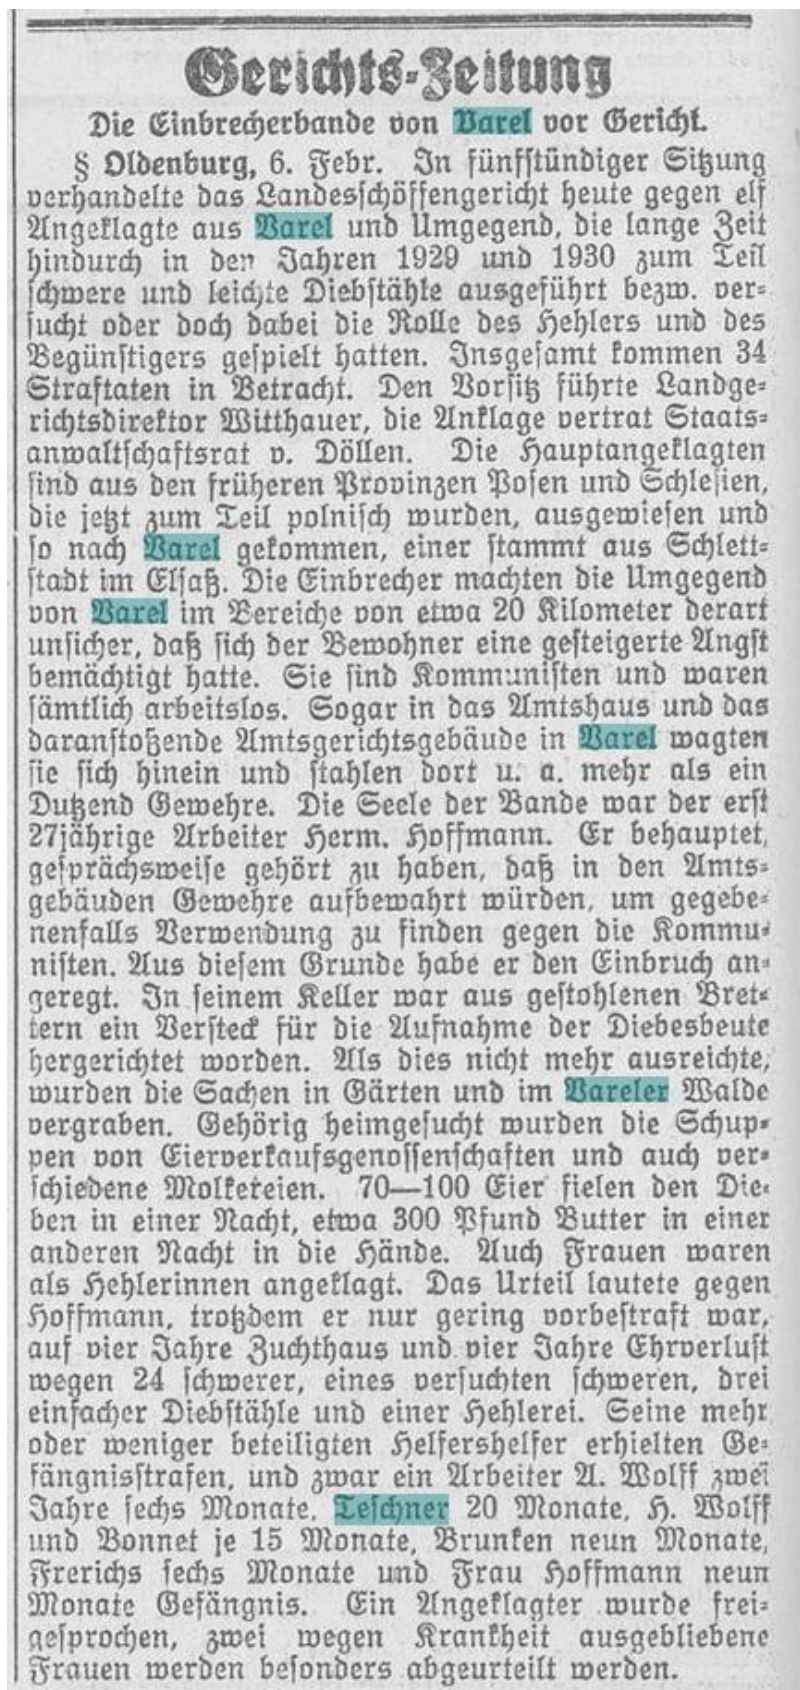 Gerichts-Zeitung
Die Einbrecherbande von Varel vor Gericht.
§ Oldenburg, 6. Febr. In fünfstündiger Sitzung
verhandelte das Landesschöffengericht heute gegen elf
Angeklagte aus Varel und Umgegend, die lange Zeit
hindurch in den Jahren 1929 und 1930 zum Teil
schwere und leichte Diebstähle ausgeführt bezw. ver-
sucht oder doch dabei die Rolle des Hehlers und des
Begünstigers gespielt hatten. Insgesamt kommen 34
Straftaten in Betracht. Den Vorsitz führte Landge-
richtsdirektor Witthauer, die Anklage vertrat Staats-
anwaltschaftsrat v. Döllen. Die Hauptangeklagten
sind aus den früheren Provinzen Posen und Schlesien,
die jetzt zum Teil polnisch wurden, ausgewiesen und
so nach Varel gekommen, einer stammt aus Schlett-
stadt im Elsaß. Die Einbrecher machten die Umgegend
von Varel im Bereiche von etwa 20 Kilometer derart
unsicher, daß sich der Bewohner eine gesteigerte Angst
bemächtigt hatte. Sie sind Kommunisten und waren
sämtlich arbeitslos. Sogar in das Amtshaus und das
daranstoßende Amtsgerichtsgebäude in Varel wagten
sie sich hinein und stahlen dort u. a. mehr als ein
Dutzend Gewehre. Die Seele der Bande war der erst
27jährige Arbeiter Herm. Hoffmann. Er behauptet,
gesprächsweise gehört zu haben, daß in den Amts-
gebäuden Gewehre aufbewahrt würden, um gegebe-
nenfalls Verwendung zu finden gegen die Kommu-
nisten. Aus diesem Grunde habe er den Einbruch an-
geregt. In seinem Keller war aus gestohlenen Bret-
tern ein Versteck für die Aufnahme der Diebesbeute
hergerichtet worden. Als dies nicht mehr ausreichte,
wurden die Sachen in Gärten und im Vareler Walde
vergraben. Gehörig heimgesucht wurden die Schup-
pen von Eierverkaufsgenossenschaften und auch ver-
schiedene Molkereien. 70—100 Eier fielen den Die-
ben in einer Nacht, etwa 300 Pfund Butter in einer
anderen Nacht in die Hände. Auch Frauen waren
als Hehlerinnen angeklagt. Das Urteil lautete gegen
Hoffmann, trotzdem er nur gering vorbestraft war,
auf vier Jahre Zuchthaus und vier Jahre Ehrverlust
wegen 24 schwerer, eines versuchten schweren, drei
einfacher Diebstähle und einer Hehlerei. Seine mehr
oder weniger beteiligten Helfershelfer erhielten Ge-
fängnisstrafen, und zwar ein Arbeiter A. Wolff zwei
Jahre sechs Monate, Teschner 20 Monate, H. Wolff
und Bonnet je 15 Monate, Brunken neun Monate,
Frerichs sechs Monate und Frau Hoffmann neun
Monate Gefängnis. Ein Angeklagter wurde frei-
gesprochen, zwei wegen Krankheit ausgebliebene
Frauen werden besonders abgeurteilt werden.